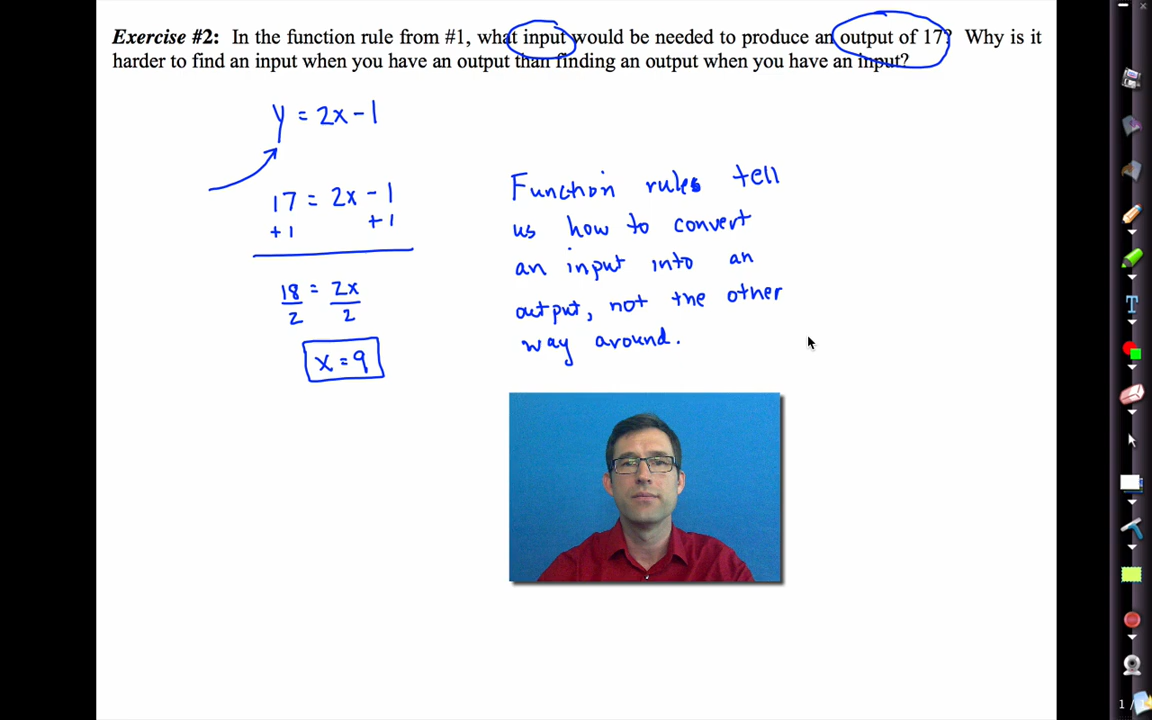 Exercise #2: In the function rule from #1, what input would be needed to produce an output of 17? Why is it
harder to find an input when you have an output than finding an output when you have an input?
y = 2x - 1
17 = 2x - 1
+1 +1
18 = 2x
2 2
x = 9
Function rules tell
us how to convert
an input into an
output, not the other
way around.
T
1 /